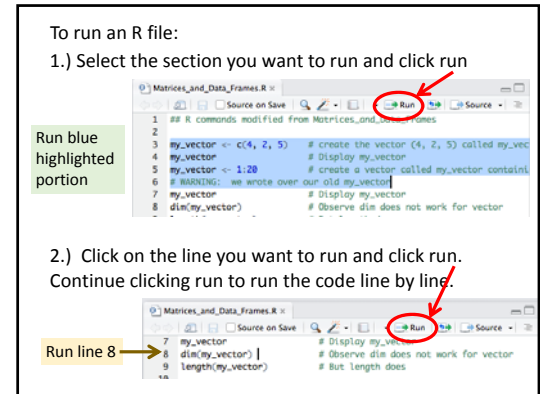 To run an R file:
1.) Select the section you want to run and click run
Matrices_and_Data_Frames.R ×
Source on Save Run Source
1 ## R commands modified from Matrices_and_Data_Frames
2
3 my_vector <- c(4, 2, 5) # create the vector (4, 2, 5) called my_vec
4 my_vector # Display my_vector
5 my_vector <- 1:20 # create a vector called my_vector containi
6 # WARNING: we wrote over our old my_vector
7 my_vector # Display my_vector
8 dim(my_vector) # Observe dim does not work for vector
Run blue
highlighted
portion
2.) Click on the line you want to run and click run.
Continue clicking run to run the code line by line.
Matrices_and_Data_Frames.R ×
Source on Save Run Source
7 my_vector # Display my_vector
8 dim(my_vector) # Observe dim does not work for vector
9 length(my_vector) # But length does
Run line 8